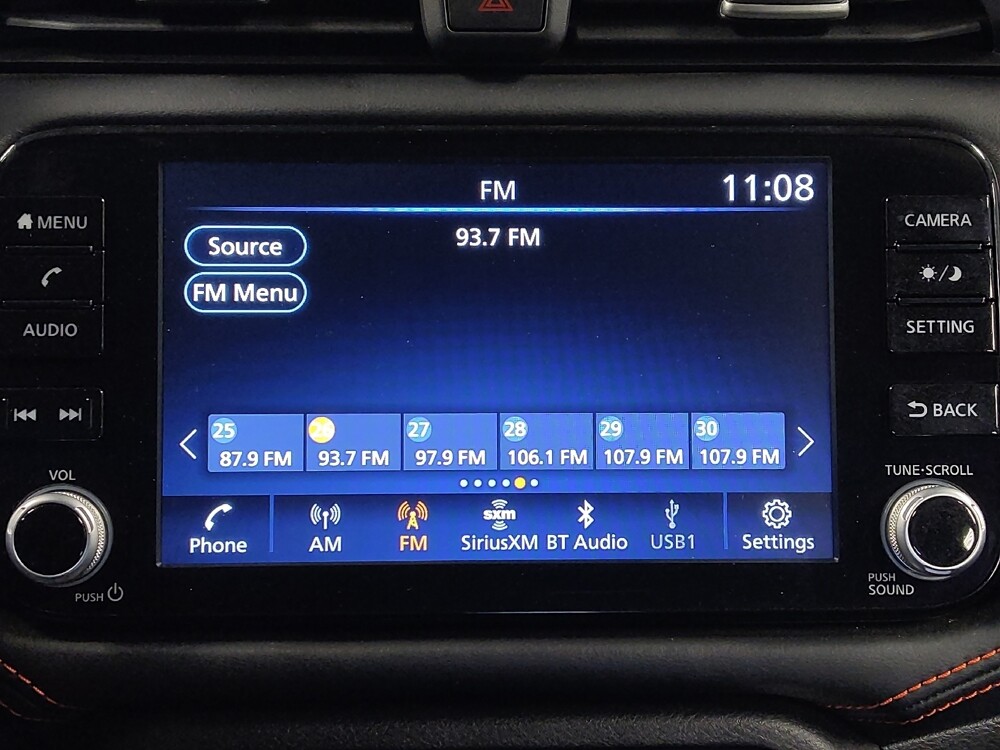 FM
11:08
MENU
Source
93.7 FM
CAMERA
FM Menu
AUDIO
SETTING
BACK
25
26
27
28
29
30
87.9 FM
93.7 FM
97.9 FM
106.1 FM
107.9 FM
107.9 FM
VOL
TUNE·SCROLL
sxm
Phone
AM
FM
SiriusXM
BT Audio
USB1
Settings
PUSH
PUSH
SOUND